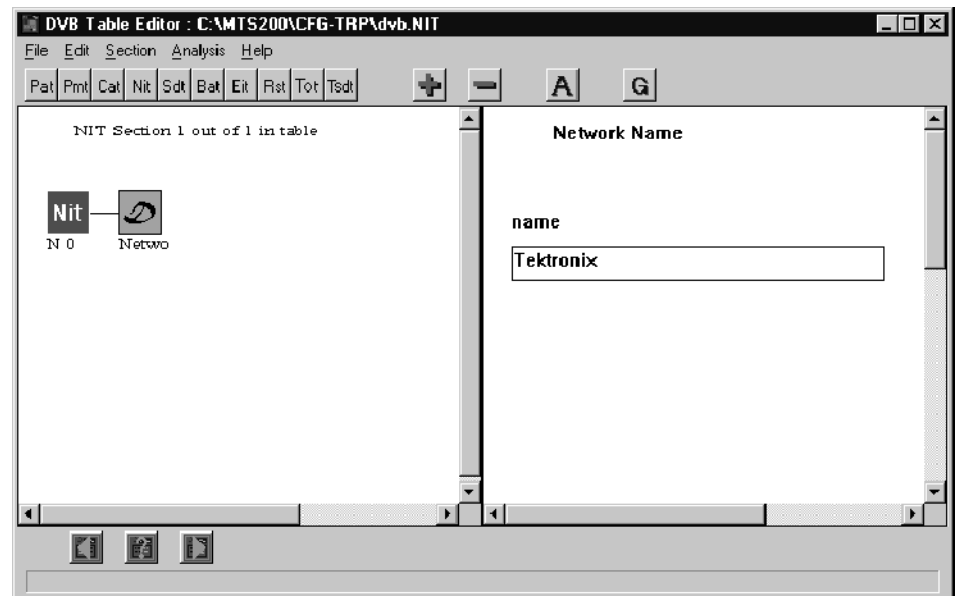 DVB Table Editor : C:\MTS200\CFG-TRP\dvb.NIT
File Edit Section Analysis Help
Pat Pmt Cat Nit Sdt Bat Eit Rst Tot Tsdt A G
NIT Section 1 out of 1 in table
Nit
N 0 Netwo
Network Name
name
Tektronix